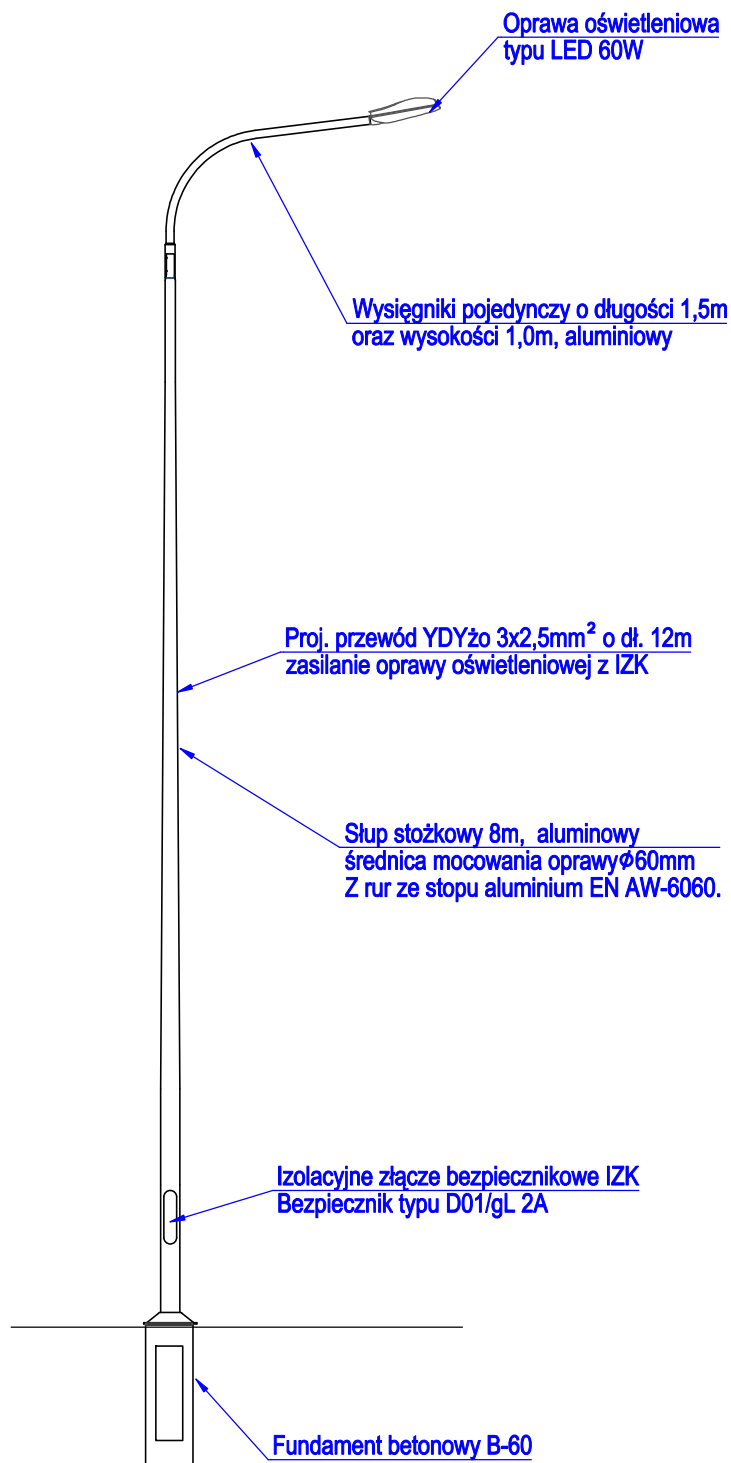 Oprawa oświetleniowa
typu LED 60W
Wysięgniki pojedynczy o długości 1,5m
oraz wysokości 1,0m, aluminiowy
Proj. przewód YDYżo 3x2,5mm² o dł. 12m
zasilanie oprawy oświetleniowej z IZK
Słup stożkowy 8m, aluminowy
średnica mocowania oprawyϕ60mm
Z rur ze stopu aluminium EN AW-6060.
Izolacyjne złącze bezpiecznikowe IZK
Bezpiecznik typu D01/gL 2A
Fundament betonowy B-60